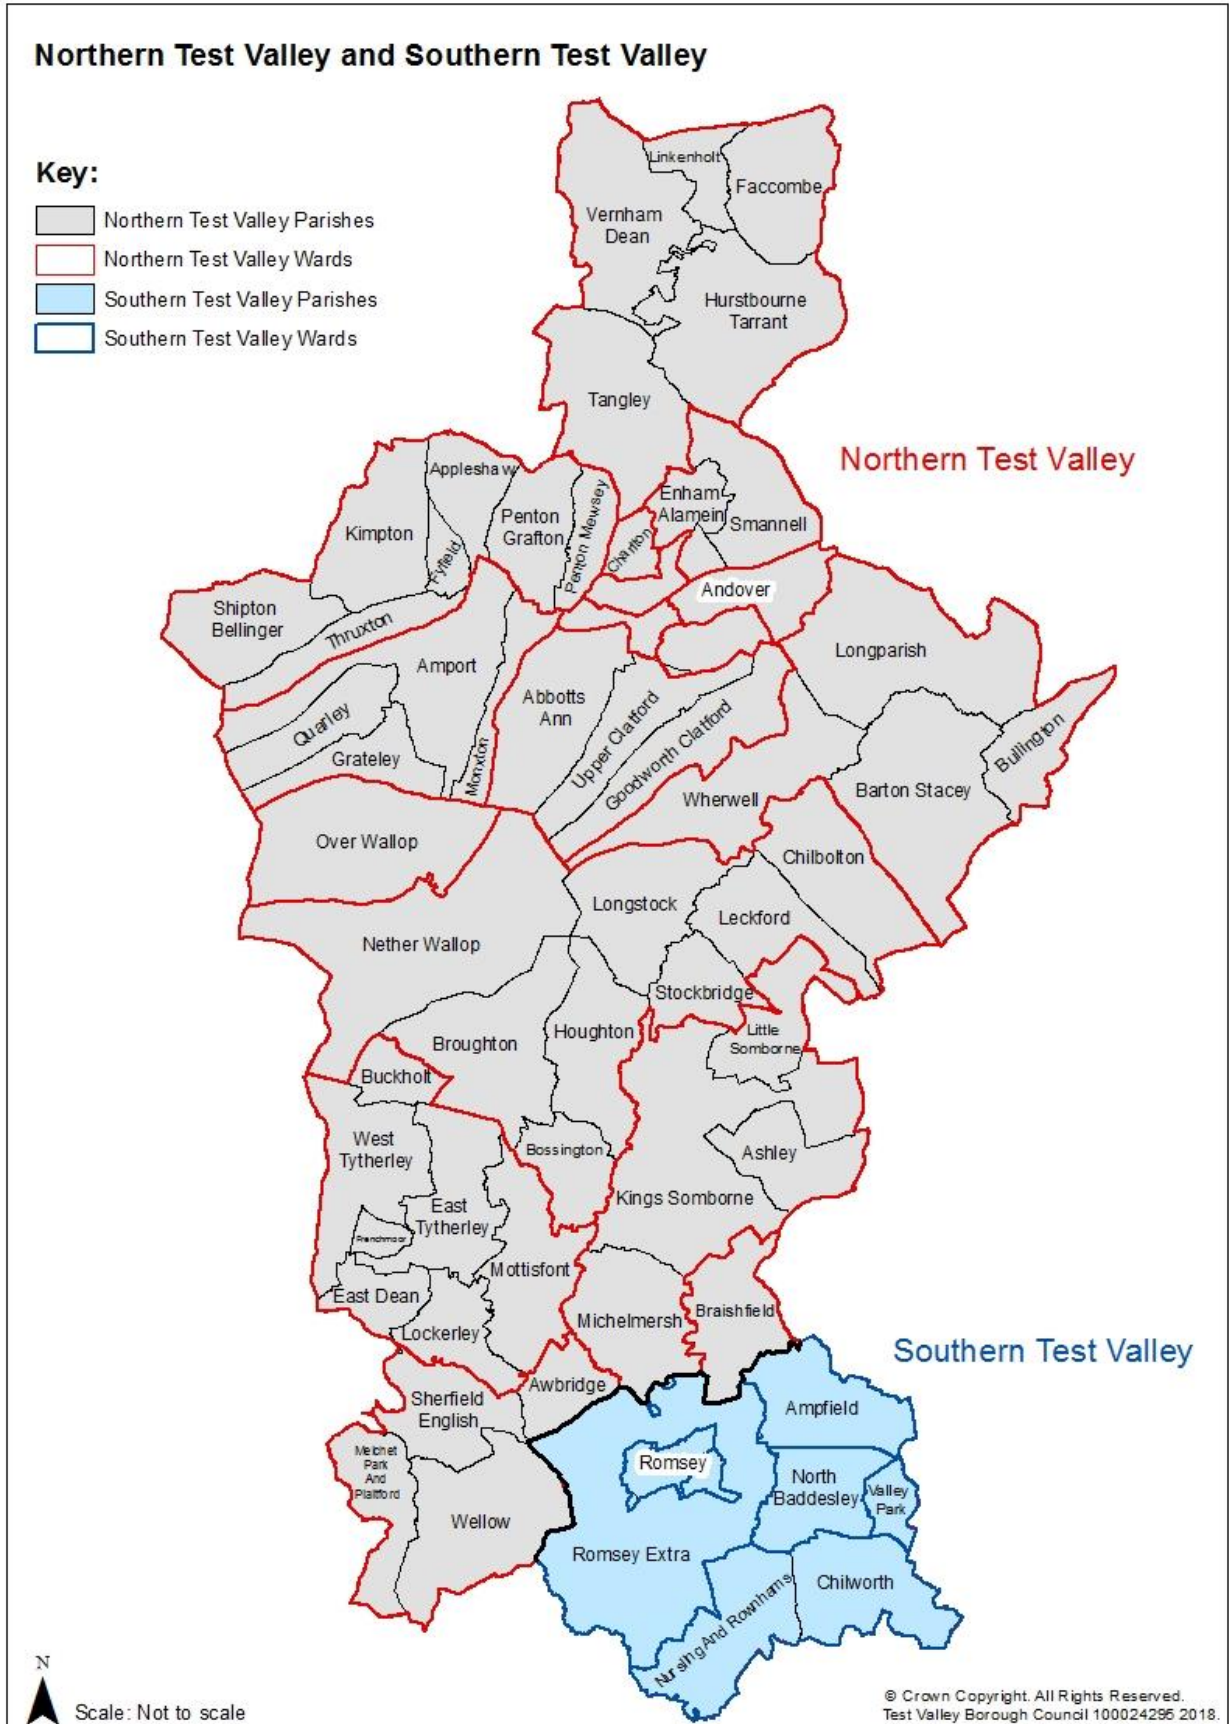 Northern Test Valley and Southern Test Valley
Key:
Northern Test Valley Parishes
Northern Test Valley Wards
Southern Test Valley Parishes
Southern Test Valley Wards
Linkenholt
Faccombe
Vernham
Dean
Hurstbourne
Tarrant
Tangley
Northern Test Valley
Appleshaw
Kimpton
Penton
Grafton
Penton Mewsey
Fyfield
Enham
Alamein
Smannell
Charlton
Andover
Shipton
Bellinger
Thruxton
Amport
Longparish
Abbotts
Ann
Upper Clatford
Goodworth Clatford
Quarley
Grateley
Monxton
Bullington
Wherwell
Barton Stacey
Over Wallop
Chilbolton
Longstock
Leckford
Nether Wallop
Stockbridge
Houghton
Broughton
Little
Somborne
Buckholt
West
Tytherley
Bossington
Ashley
East
Tytherley
Kings Somborne
Frenchmoor
Mottisfont
East Dean
Michelmersh
Braishfield
Lockerley
Southern Test Valley
Awbridge
Sherfield
English
Ampfield
Melchet
Park
And
Plaitford
Romsey
North
Baddesley
Valley
Park
Wellow
Romsey Extra
Chilworth
Nursling And Rownhams
N
Scale: Not to scale
© Crown Copyright. All Rights Reserved.
Test Valley Borough Council 100024295 2018.